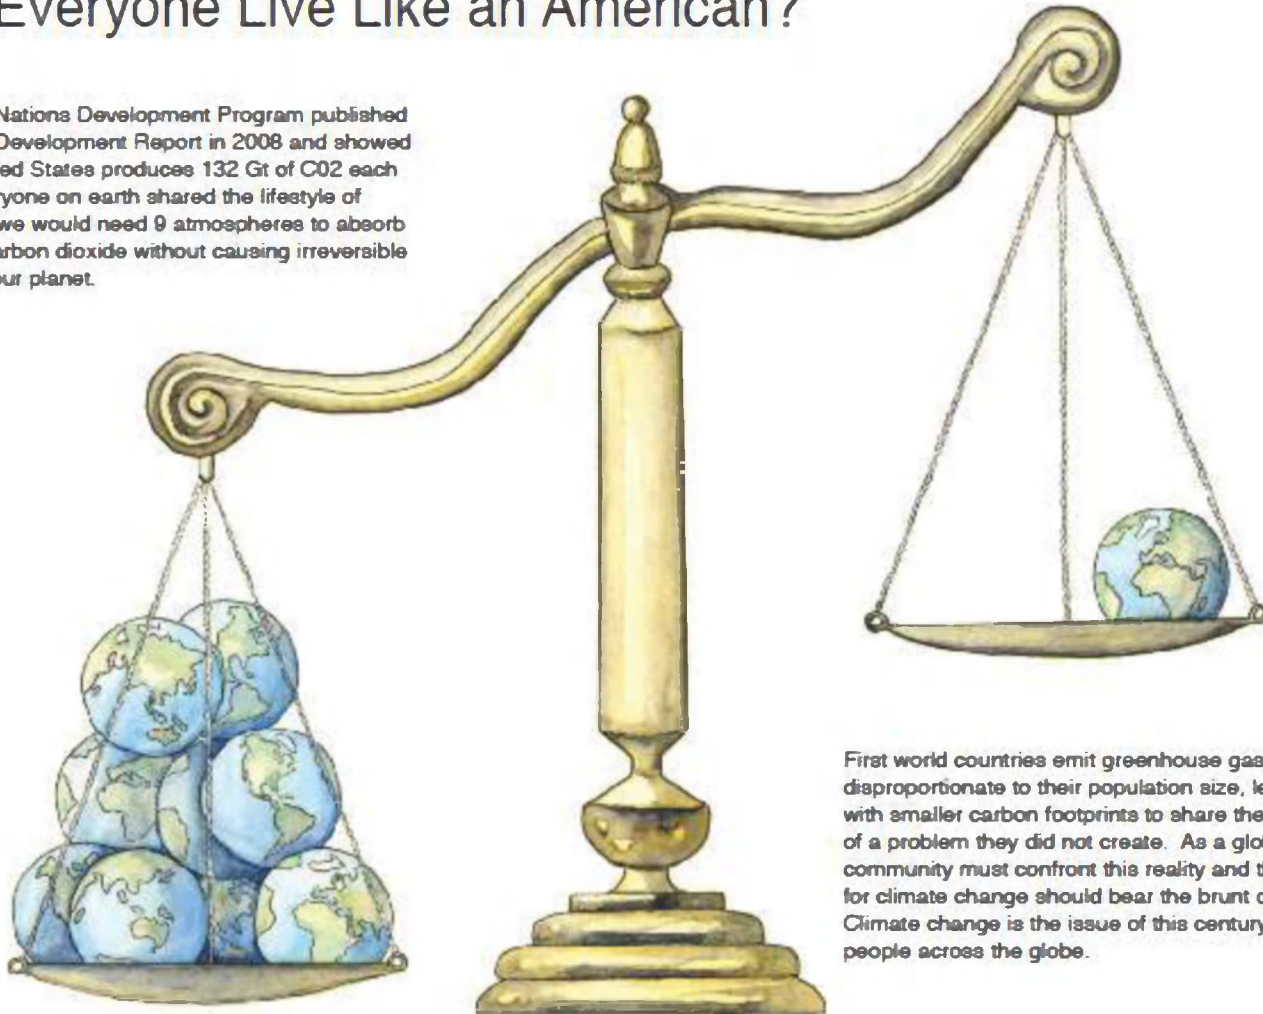 Everyone Live Like an American?
Nations Development Program published
Development Report in 2008 and showed
ed States produces 132 Gt of C02 each
ryone on earth shared the lifestyle of
we would need 9 atmospheres to absorb
rbon dioxide without causing irreversible
our planet.
First world countries emit greenhouse gas
disproportionate to their population size, le
with smaller carbon footprints to share the
of a problem they did not create. As a glo
community must confront this reality and t
for climate change should bear the brunt o
Climate change is the issue of this century
people across the globe.